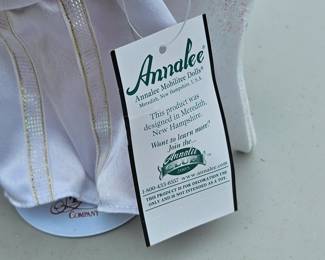 Annalee
Annalee Mobilitee Dolls®
Meredith, New Hampshire, U.S.A.
This product was
designed in Meredith,
New Hampshire.
Want to learn more?
Join the...
Annalee
1-800-433-6557 www.annalee.com
THIS PRODUCT IS FOR DECORATION USE
ONLY AND IS NOT INTENDED AS A TOY.
COMPANY